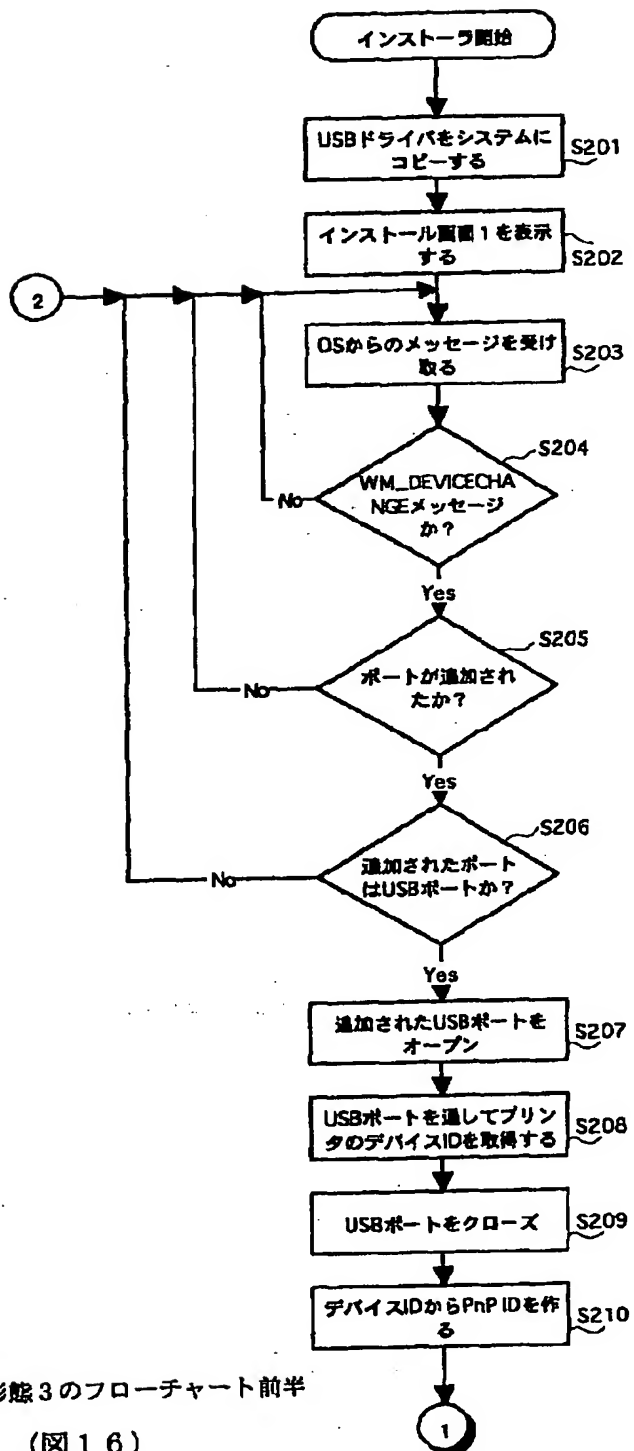 インストーラ開始
USBドライバをシステムに
コピーする
S201
インストール画面1を表示
する
S202
2
OSからのメッセージを受け
取る
S203
S204
WM_DEVICECHA
NGEメッセージ
か？
No
Yes
S205
ポートが追加され
たか？
No
Yes
S206
追加されたポート
はUSBポートか？
No
Yes
追加されたUSBポートを
オープン
S207
USBポートを通してプリン
タのデバイスIDを取得する
S208
USBポートをクローズ
S209
デバイスIDからPnP IDを作
る
S210
形態３のフローチャート前半
（図１６）
1